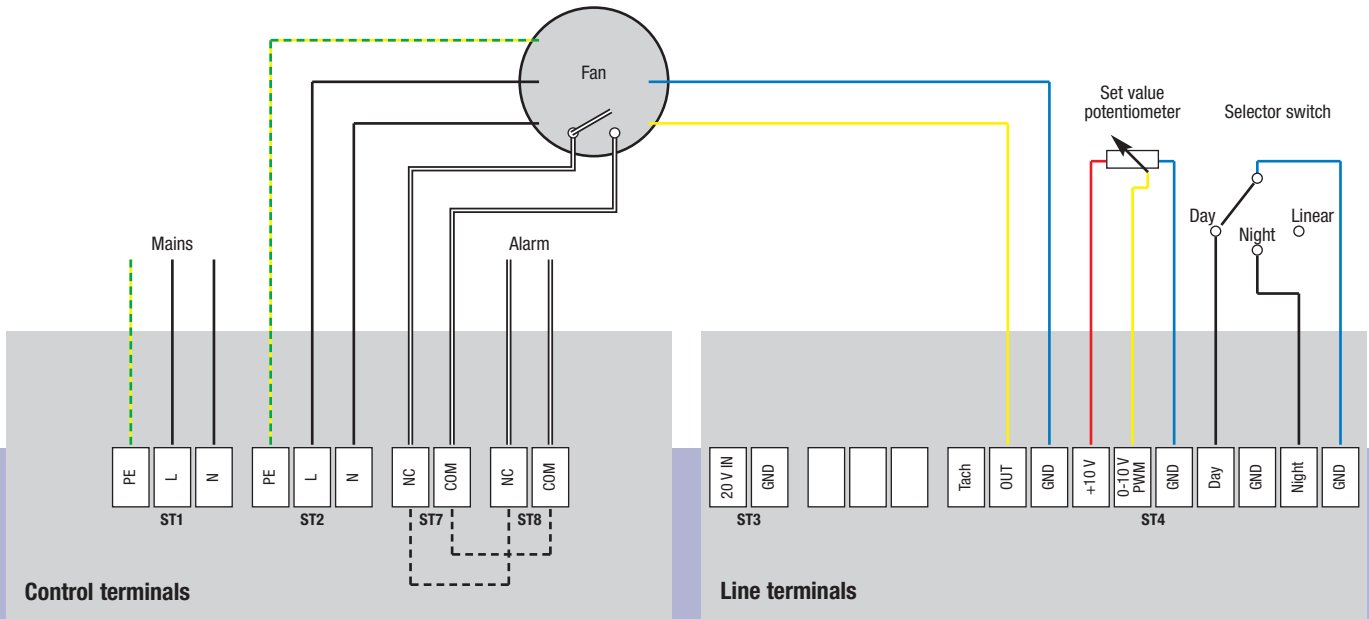 Fan
Set value
potentiometer
Selector switch
Day
Night
Linear
Mains
Alarm
PE
L
N
PE
L
N
NC
COM
NC
COM
20 V IN
GND
Tach
OUT
GND
+10 V
0-10 V
PWM
GND
Day
GND
Night
GND
ST1
ST2
ST7
ST8
ST3
ST4
Control terminals
Line terminals